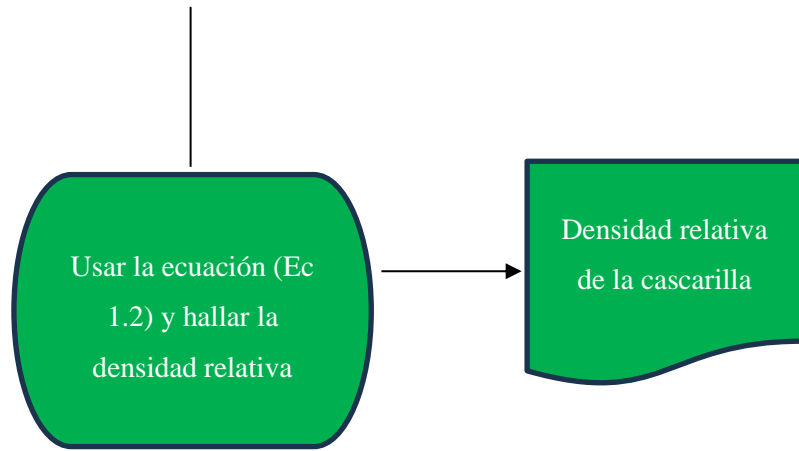 Usar la ecuación (Ec
1.2) y hallar la
densidad relativa
Densidad relativa
de la cascarilla